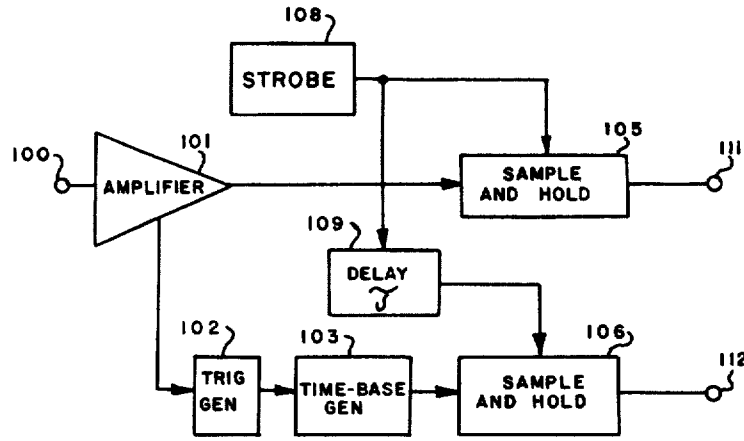 108
STROBE
100
101
AMPLIFIER
105
SAMPLE
AND HOLD
111
109
DELAY
102
TRIG
GEN
103
TIME-BASE
GEN
106
SAMPLE
AND HOLD
112